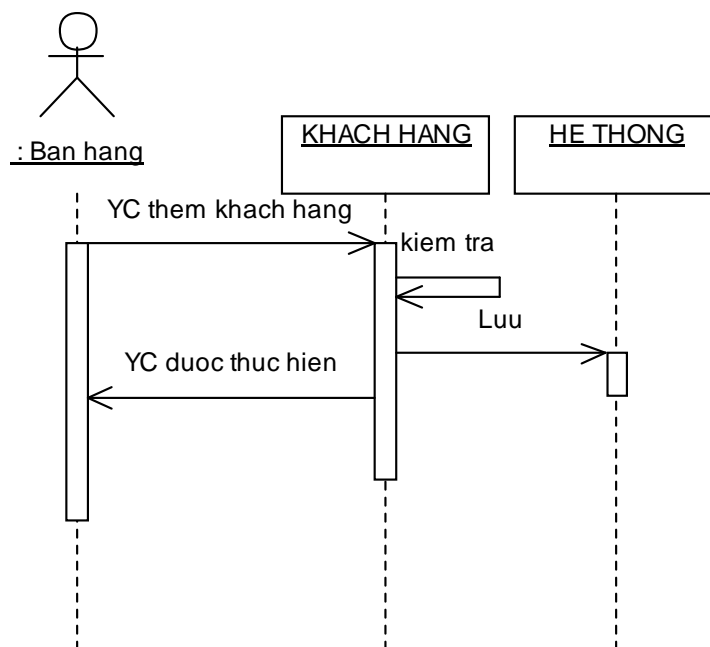 : Ban hang
KHACH HANG
HE THONG
YC them khach hang
kiem tra
Luu
YC duoc thuc hien